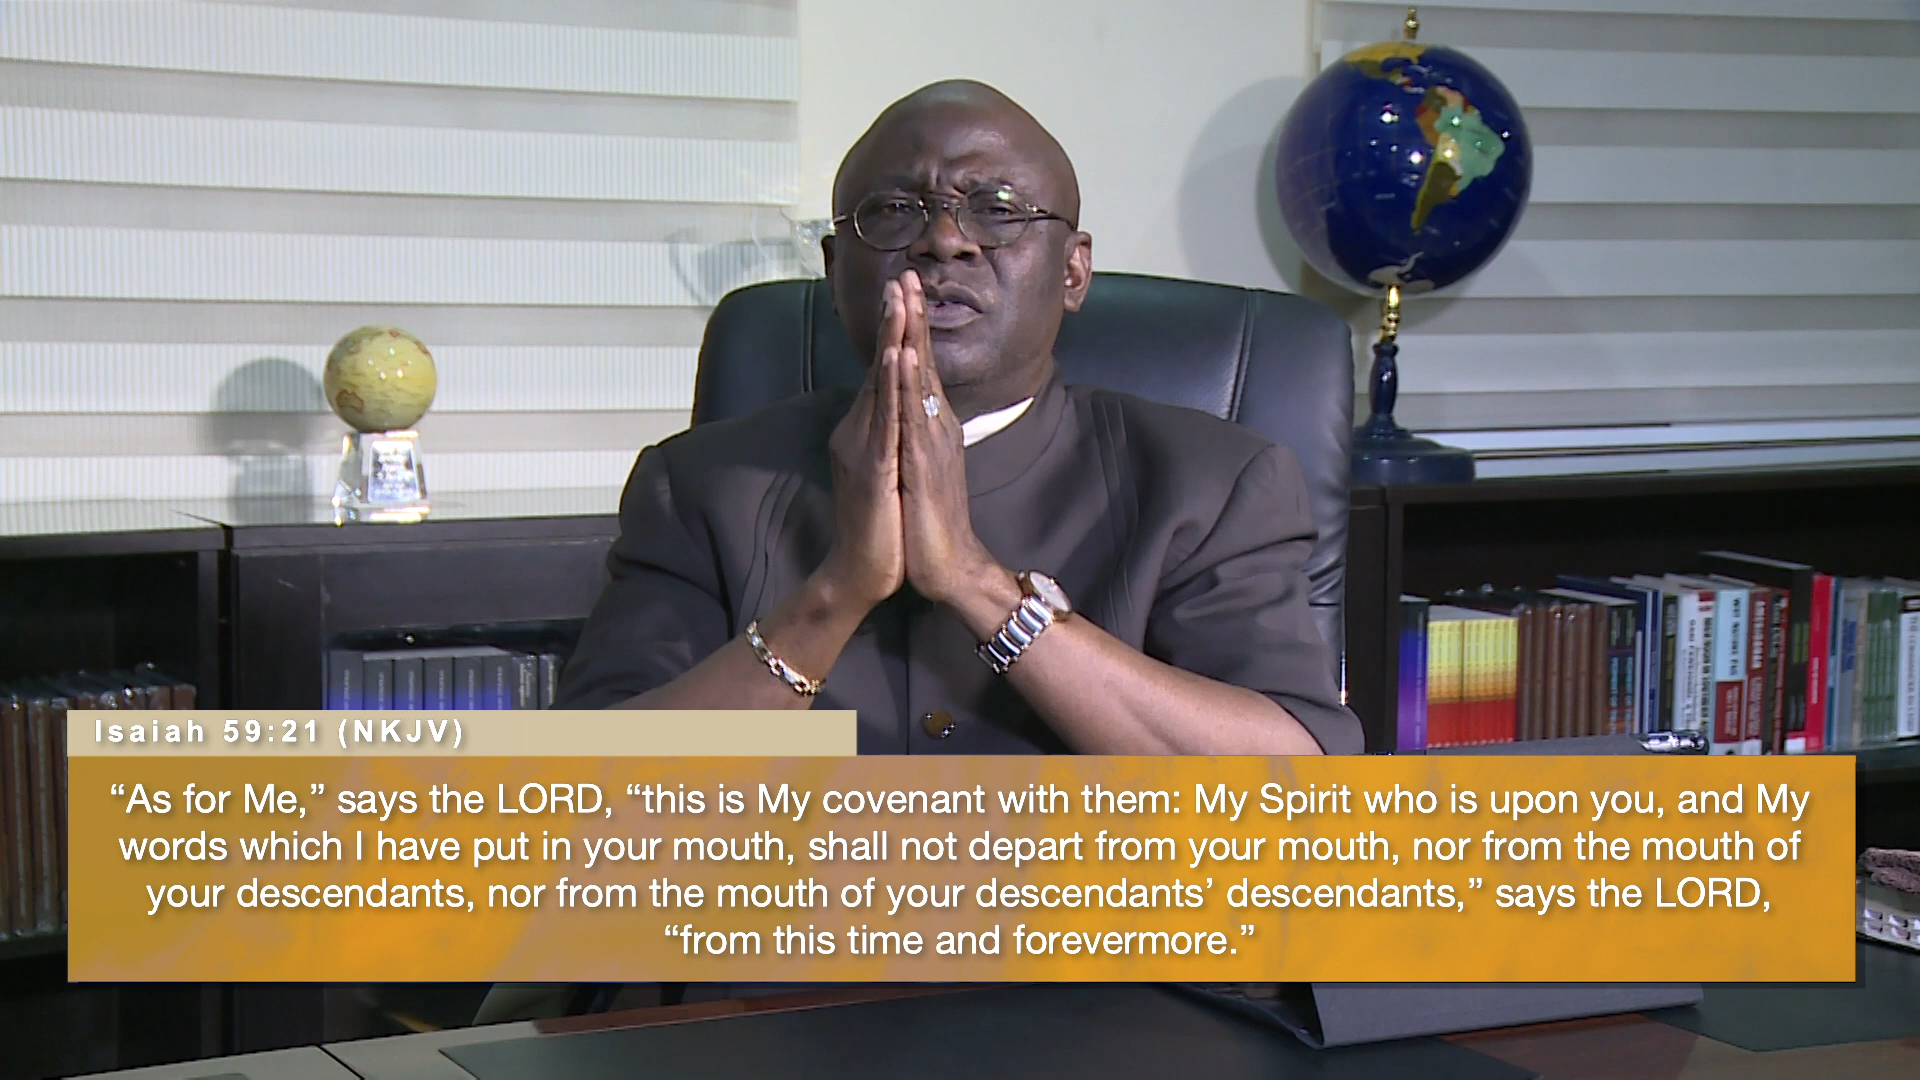 Isaiah 59:21 (NKJV)
“As for Me,” says the LORD, “this is My covenant with them: My Spirit who is upon you, and My
words which I have put in your mouth, shall not depart from your mouth, nor from the mouth of
your descendants, nor from the mouth of your descendants’ descendants,” says the LORD,
“from this time and forevermore.”